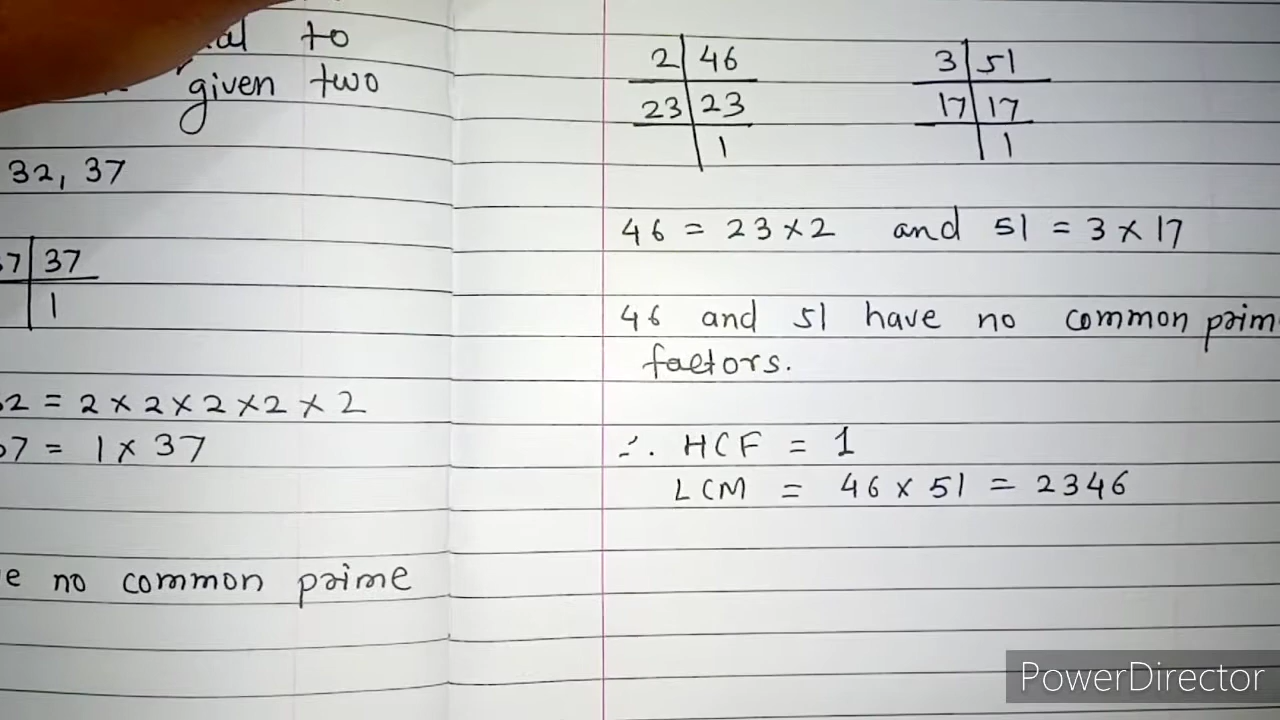 to
given two
32, 37
37
1
2 = 2 × 2 × 2 × 2 × 2
7 = 1 × 37
no common prime
2 46
23 23
1
3 51
17 17
1
46 = 23 × 2 and 51 = 3 × 17
46 and 51 have no common prim
factors.
∴ HCF = 1
LCM = 46 × 51 = 2346
PowerDirector